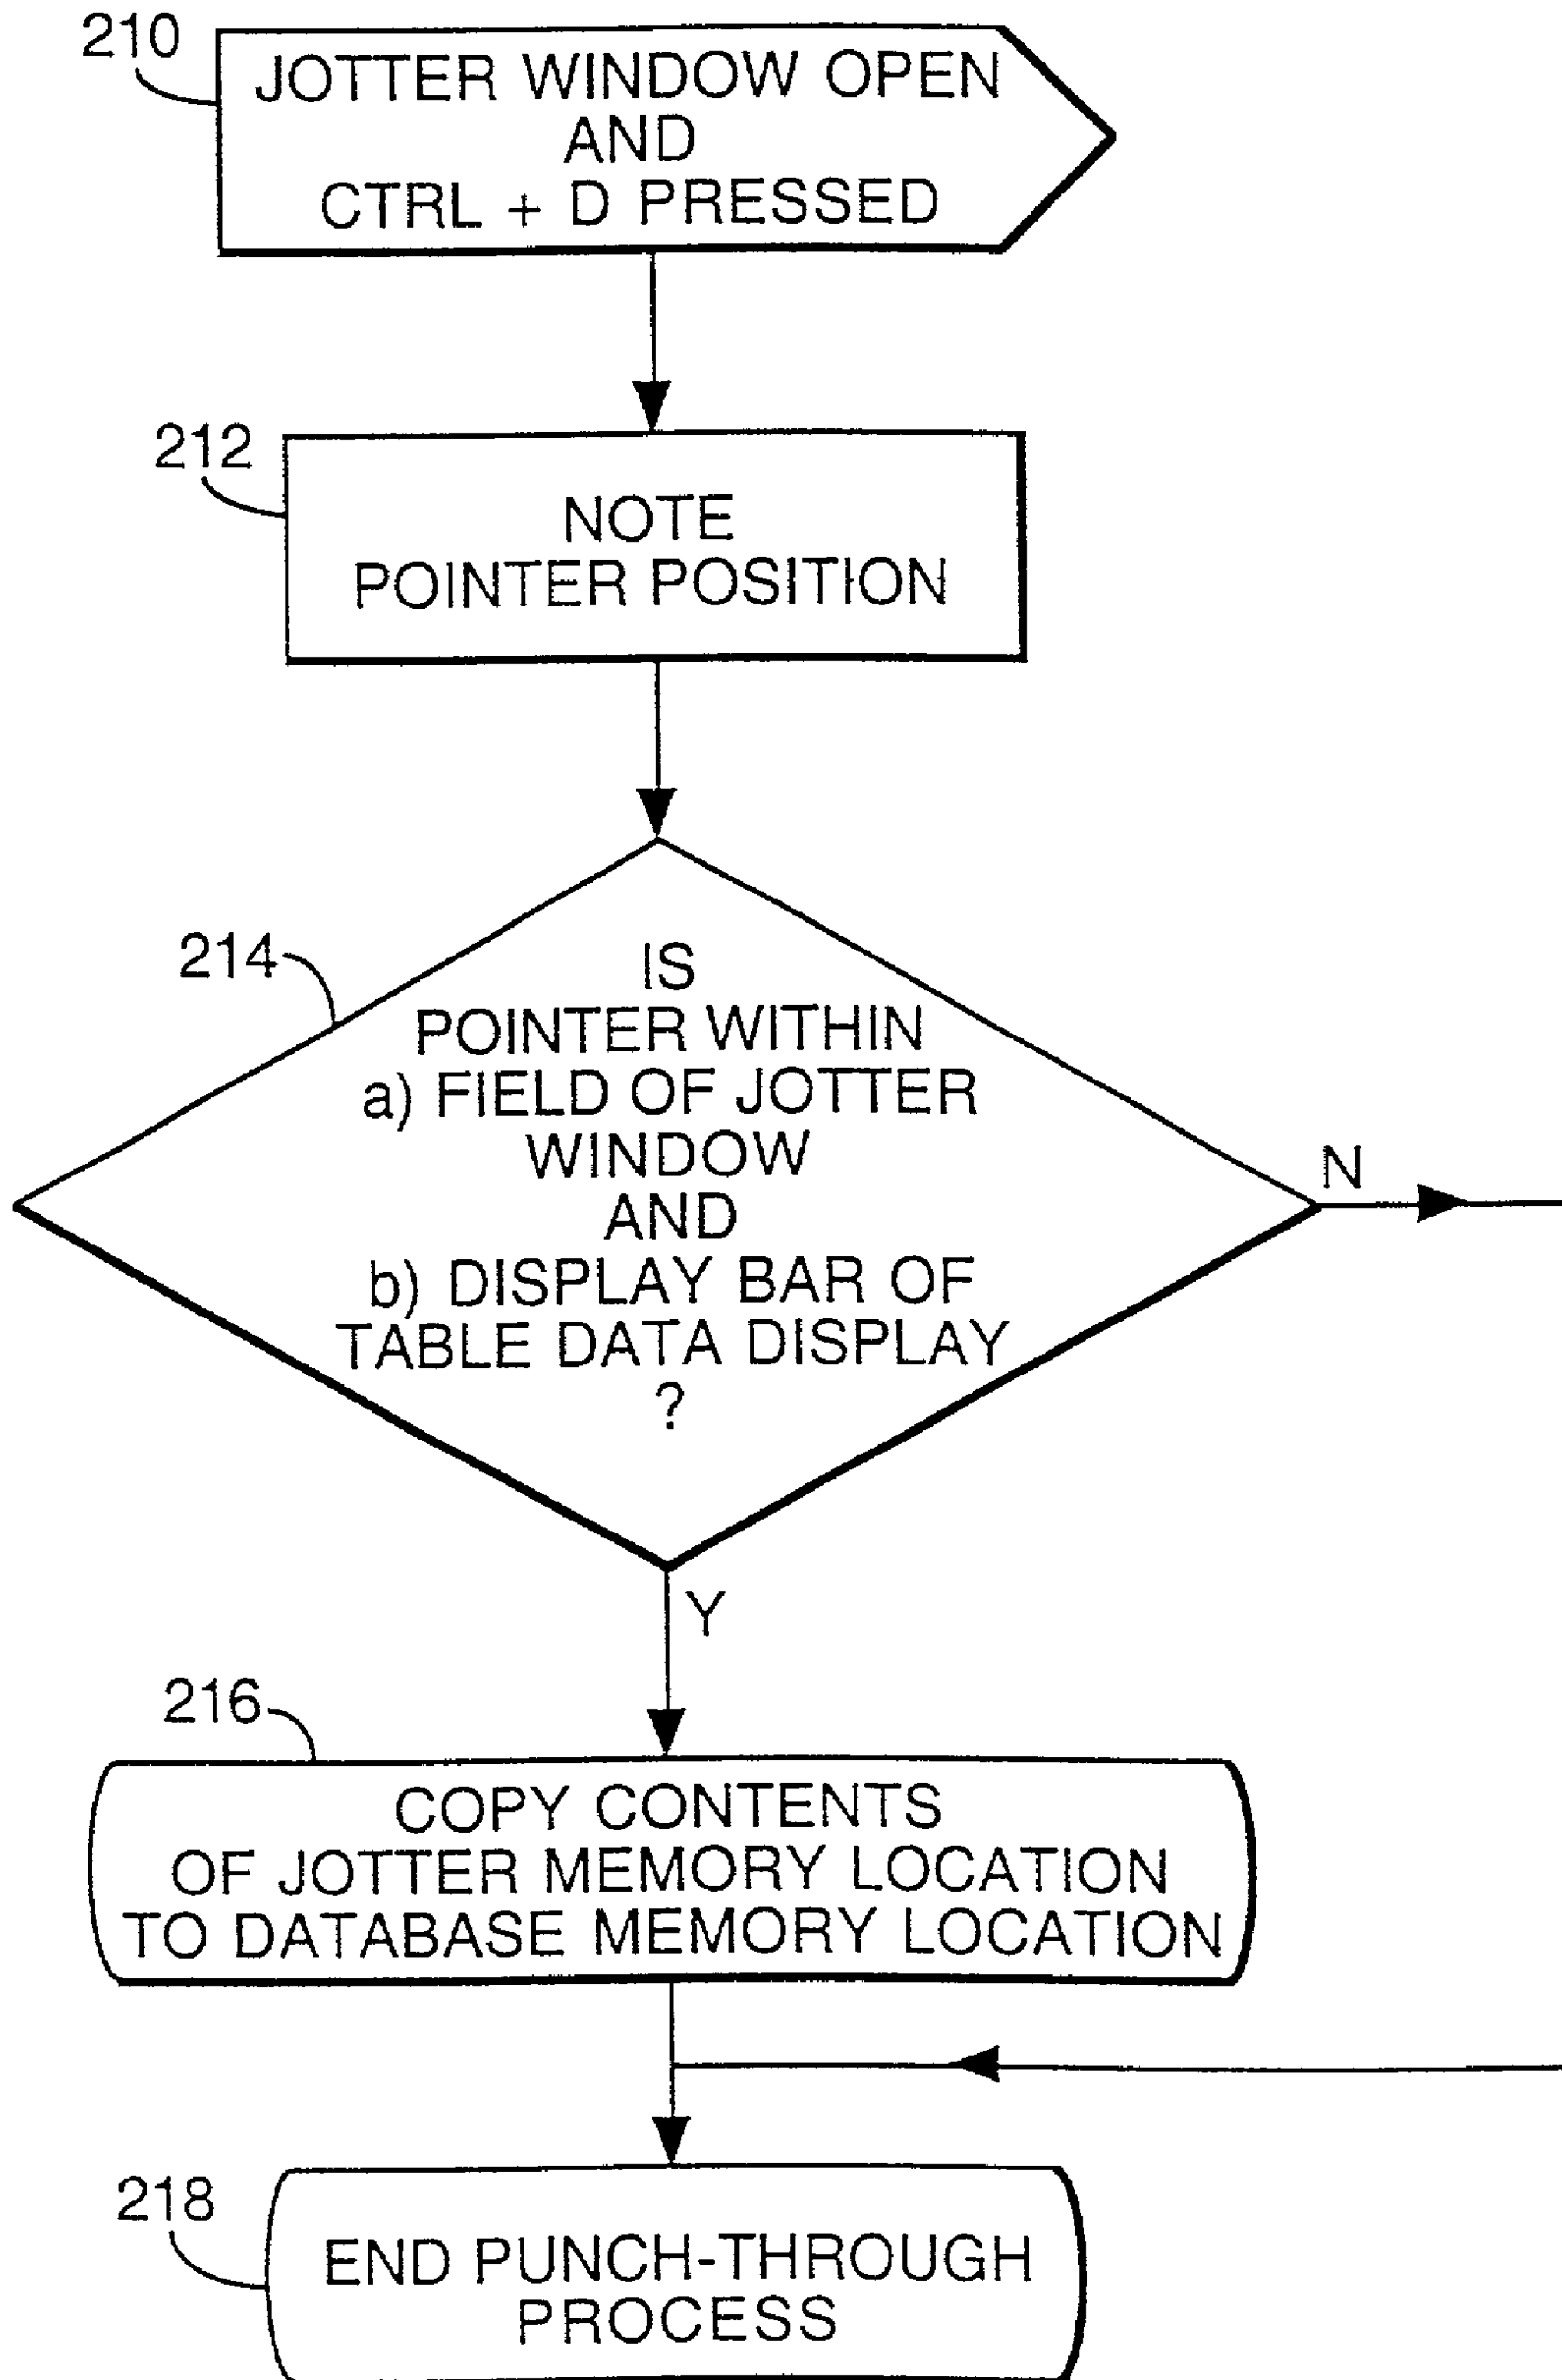 210
JOTTER WINDOW OPEN
AND
CTRL + D PRESSED
212
NOTE
POINTER POSITION
214
IS
POINTER WITHIN
a) FIELD OF JOTTER
WINDOW
AND
b) DISPLAY BAR OF
TABLE DATA DISPLAY
?
N
Y
216
COPY CONTENTS
OF JOTTER MEMORY LOCATION
TO DATABASE MEMORY LOCATION
218
END PUNCH-THROUGH
PROCESS